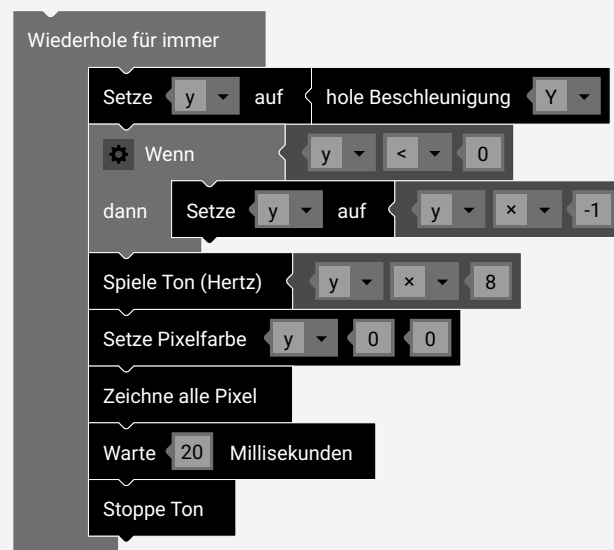 Wiederhole für immer
Setze y auf hole Beschleunigung Y
Wenn y < 0
dann Setze y auf y × -1
Spiele Ton (Hertz) y × 8
Setze Pixelfarbe y 0 0
Zeichne alle Pixel
Warte 20 Millisekunden
Stoppe Ton